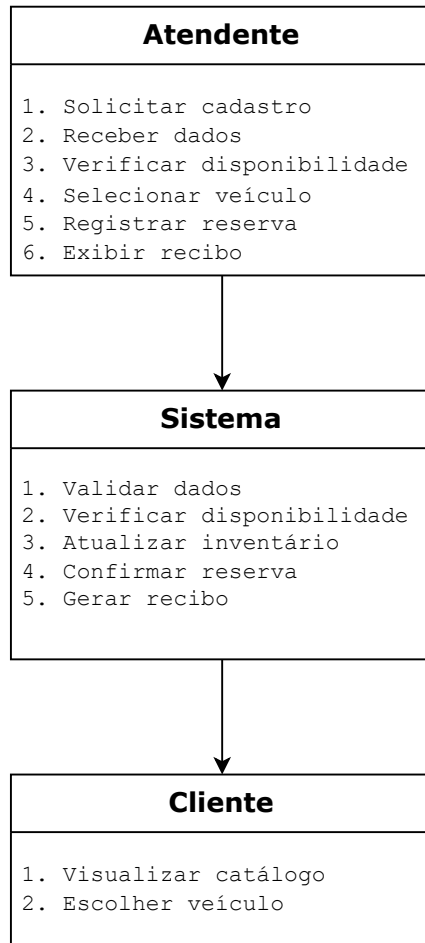 Atendente
1. Solicitar cadastro
2. Receber dados
3. Verificar disponibilidade
4. Selecionar veículo
5. Registrar reserva
6. Exibir recibo
Sistema
1. Validar dados
2. Verificar disponibilidade
3. Atualizar inventário
4. Confirmar reserva
5. Gerar recibo
Cliente
1. Visualizar catálogo
2. Escolher veículo